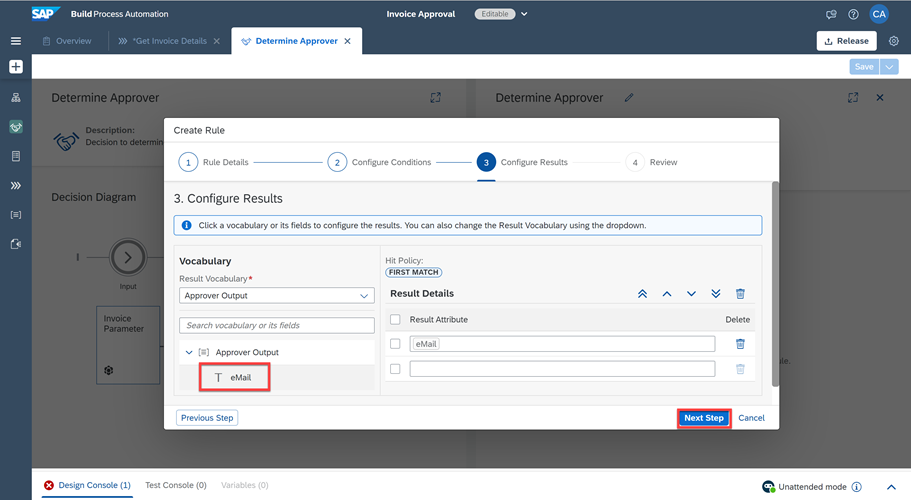 SAP Build Process Automation
Invoice Approval
Editable
CA
Overview
*Get Invoice Details
Determine Approver
Release
Save
Determine Approver
Determine Approver
Description:
Decision to determin
Create Rule
1 Rule Details
2 Configure Conditions
3 Configure Results
4 Review
Decision Diagram
3. Configure Results
Click a vocabulary or its fields to configure the results. You can also change the Result Vocabulary using the dropdown.
Vocabulary
Result Vocabulary*
Approver Output
Search vocabulary or its fields
Approver Output
T eMail
Hit Policy:
FIRST MATCH
Result Details
Result Attribute
Delete
eMail
Input
Invoice
Parameter
le.
Previous Step
Next Step
Cancel
Design Console (1)
Test Console (0)
Variables (0)
Unattended mode